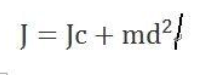 J = Jc + md²/